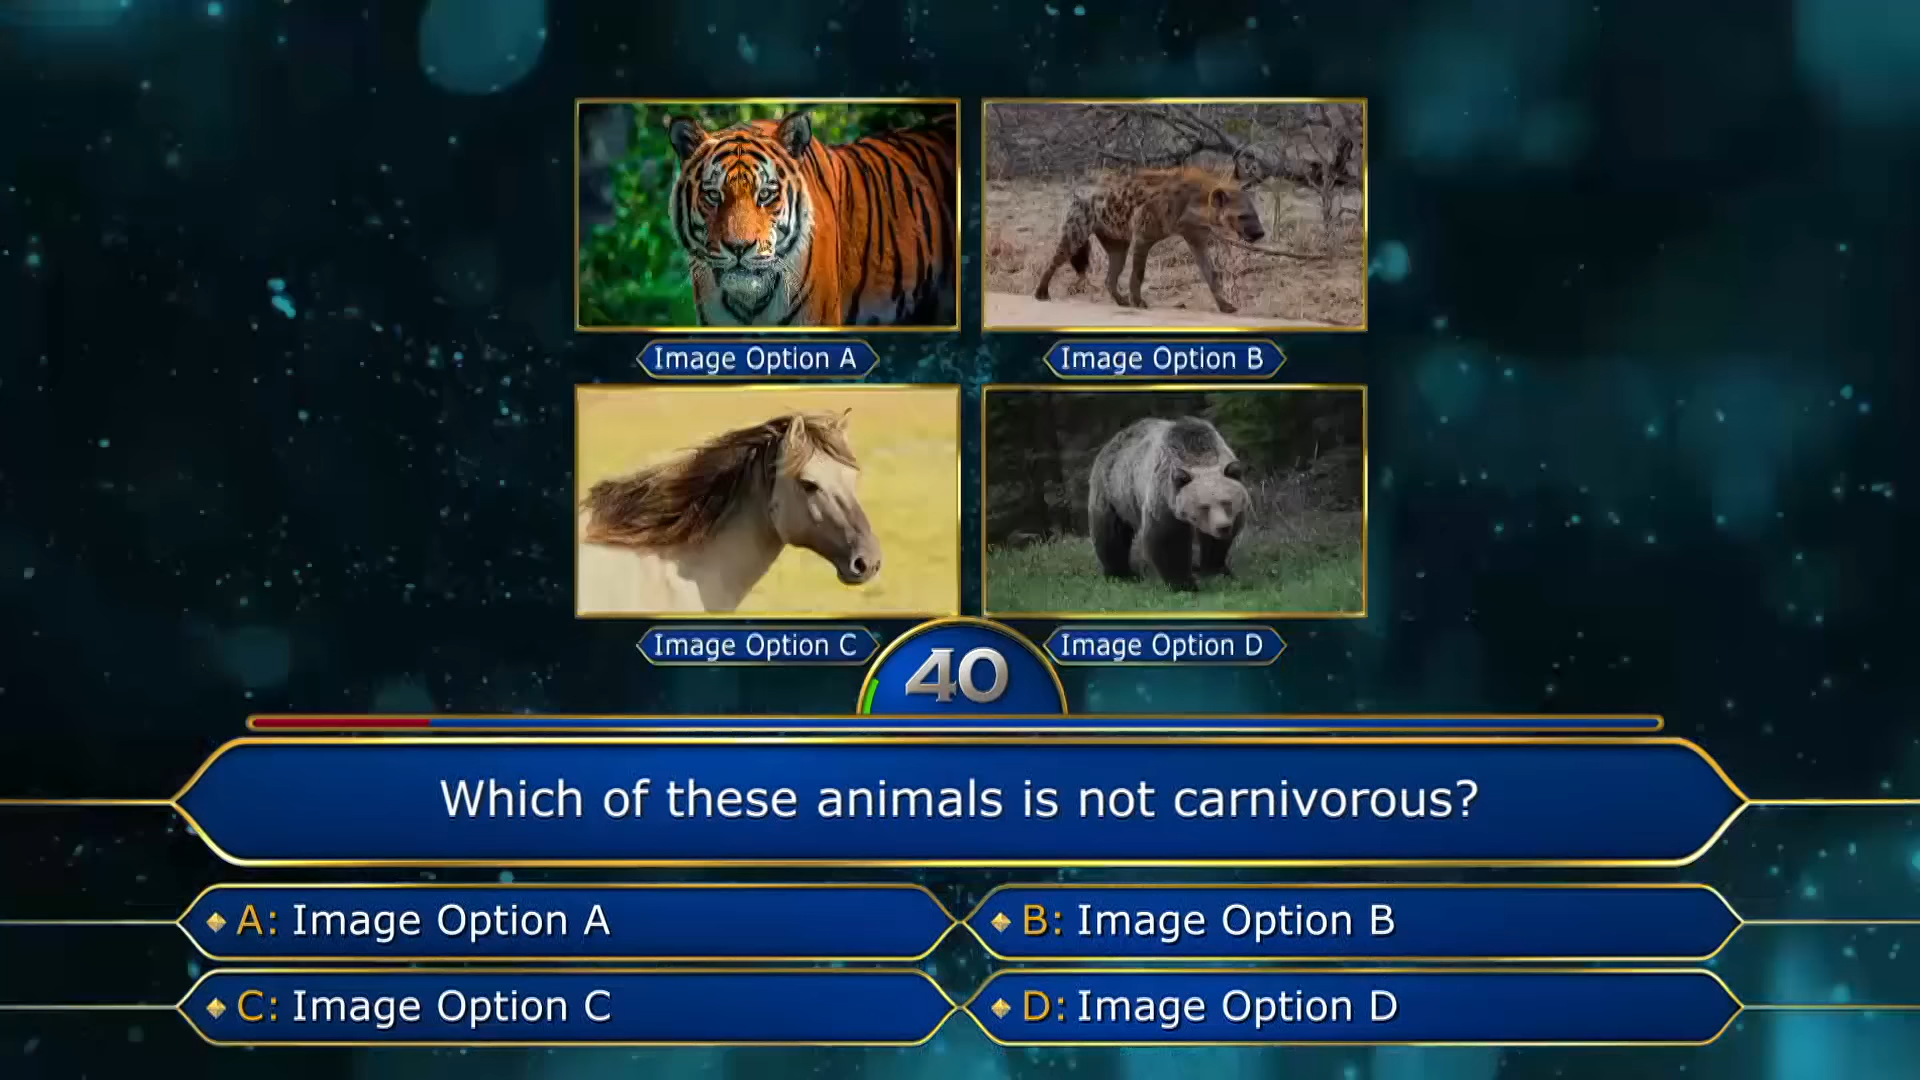 Image Option A
Image Option B
Image Option C
Image Option D
40
Which of these animals is not carnivorous?
A: Image Option A
B: Image Option B
C: Image Option C
D: Image Option D